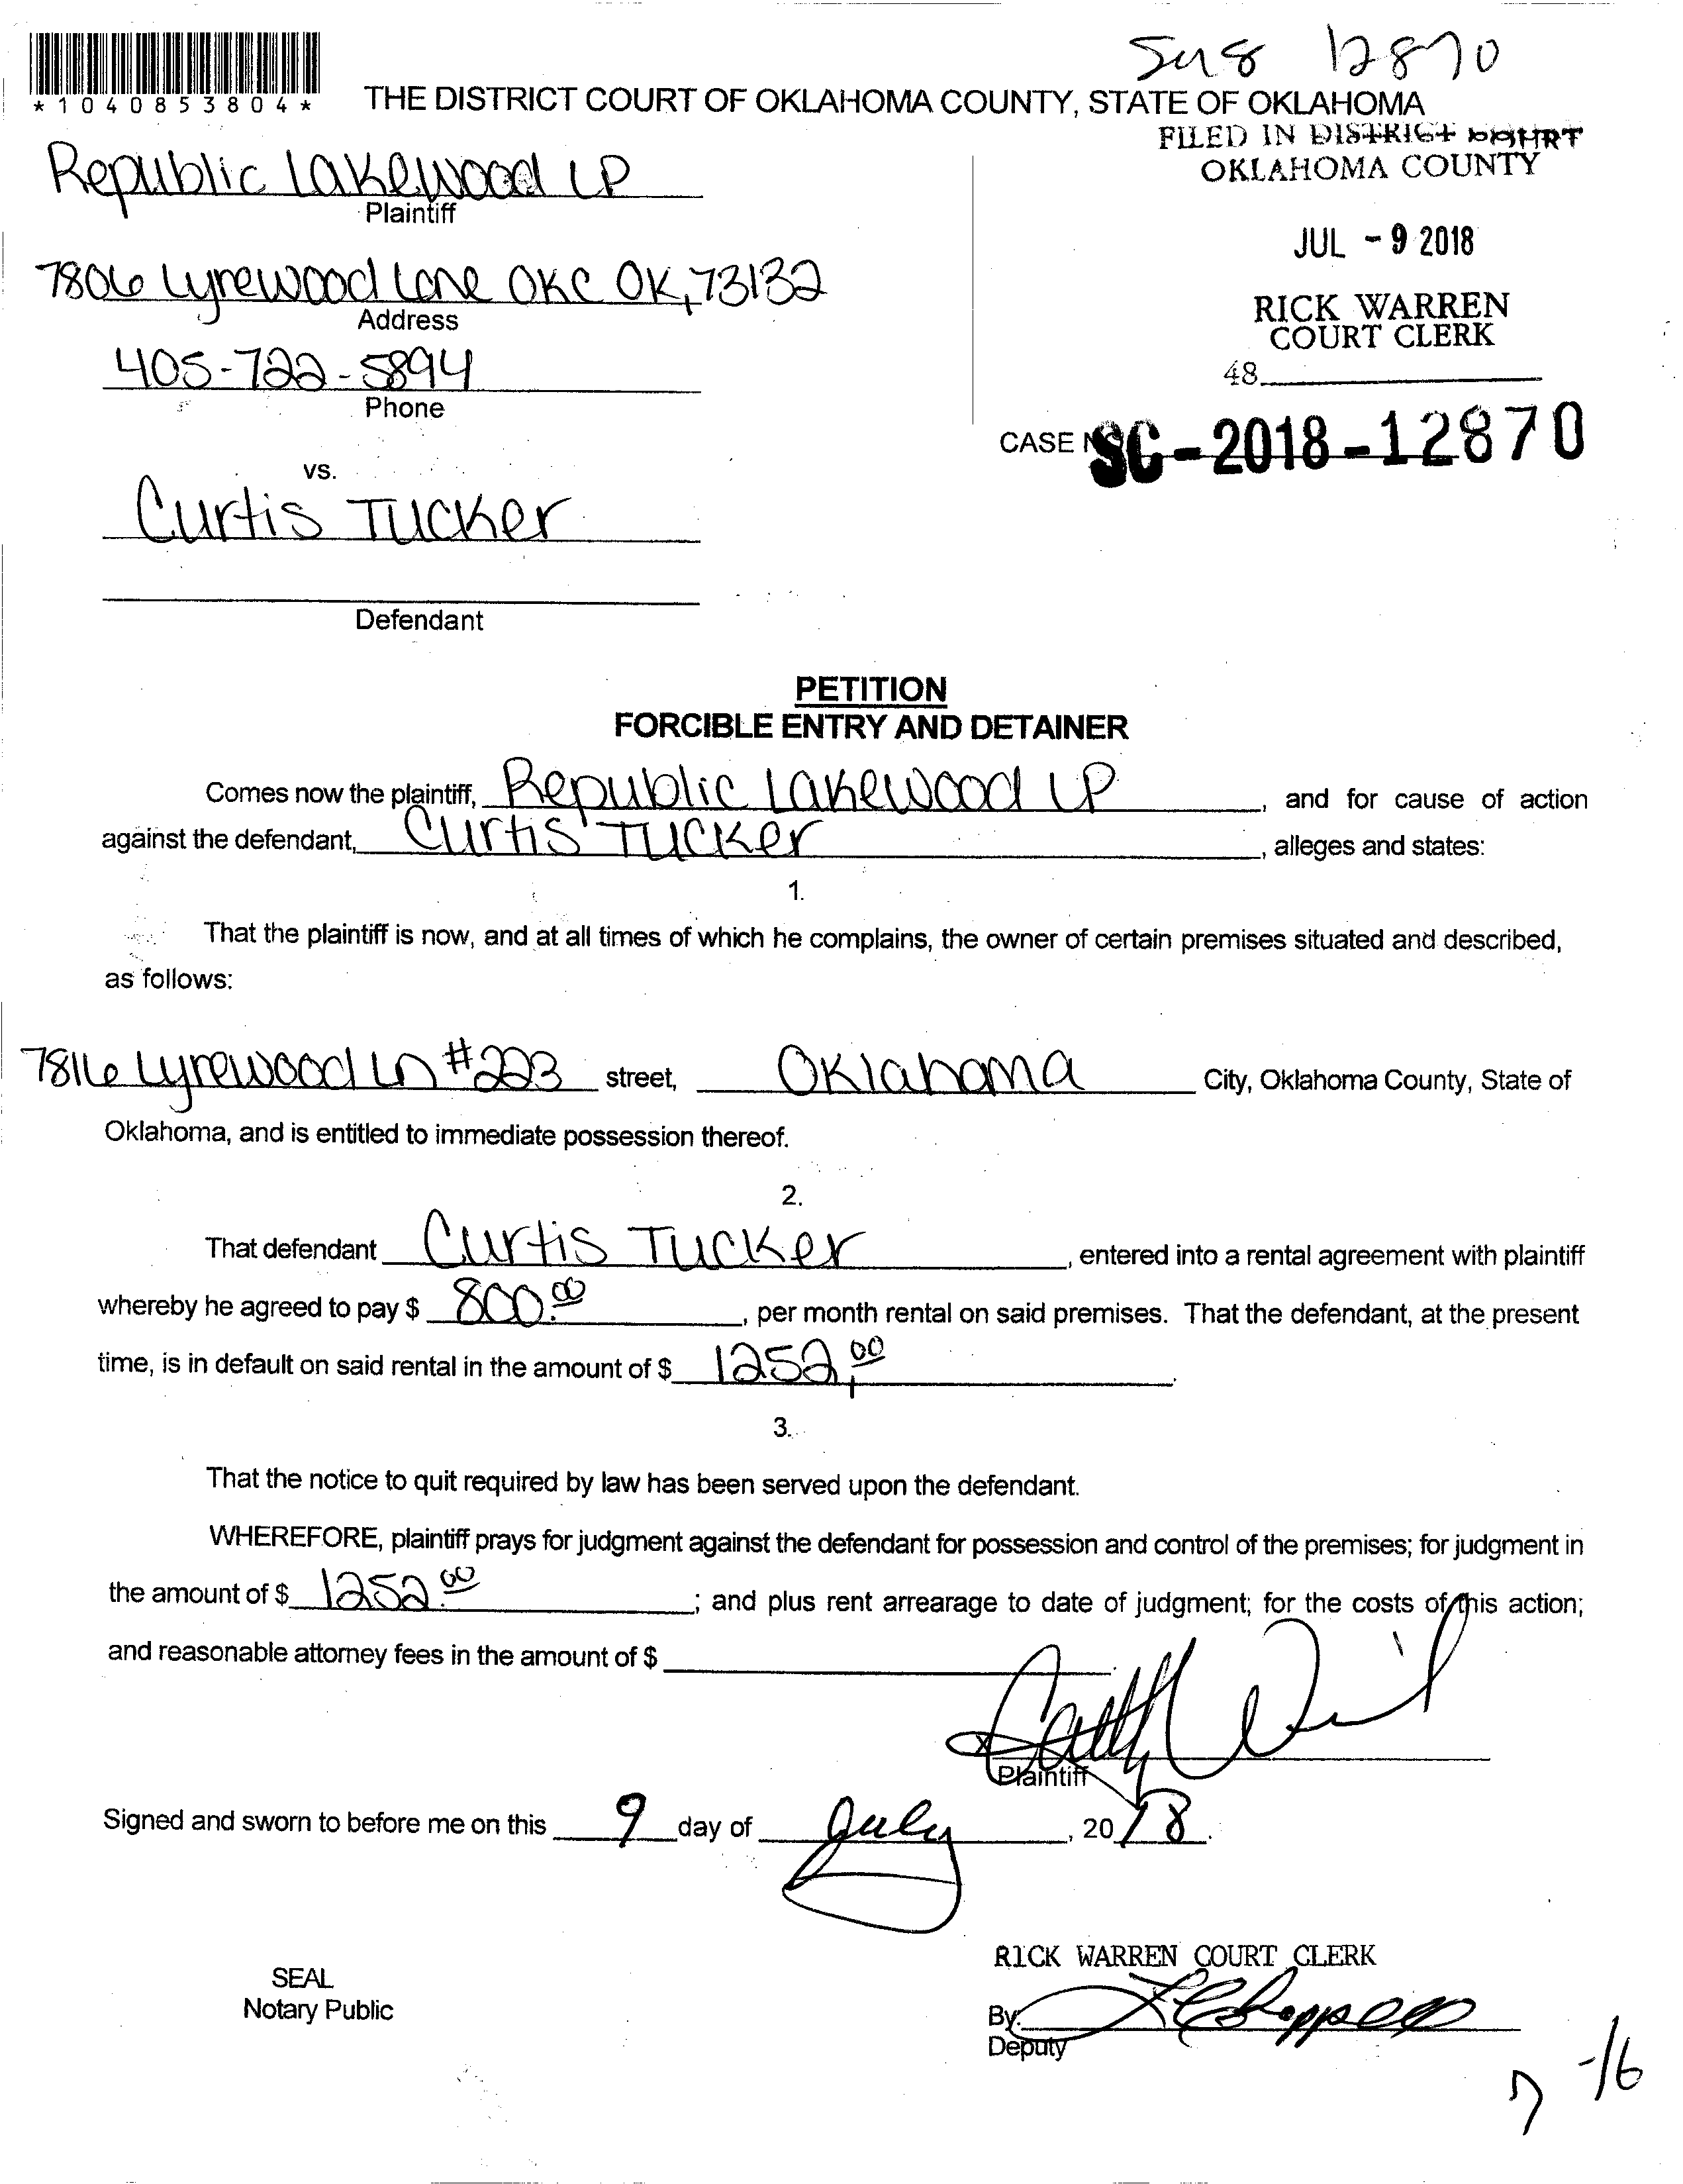 12870
*1040853804*
THE DISTRICT COURT OF OKLAHOMA COUNTY, STATE OF OKLAHOMA
FILED IN DISTRICT COURT
OKLAHOMA COUNTY
Republic Lakewood LP
Plaintiff
JUL - 9 2018
7806 Lyrewood Lane OKC OK, 73132
Address
RICK WARREN
COURT CLERK
405-722-5894
Phone
48
CASE NO SC-2018-12870
vs.
Curtis Tucker
Defendant
PETITION
FORCIBLE ENTRY AND DETAINER
Comes now the plaintiff, Republic Lakewood LP, and for cause of action
against the defendant, Curtis Tucker, alleges and states:
1.
That the plaintiff is now, and at all times of which he complains, the owner of certain premises situated and described,
as follows:
7816 Lyrewood Ln #223 street, Oklahoma City, Oklahoma County, State of
Oklahoma, and is entitled to immediate possession thereof.
2.
That defendant Curtis Tucker, entered into a rental agreement with plaintiff
whereby he agreed to pay $ 800.00, per month rental on said premises. That the defendant, at the present
time, is in default on said rental in the amount of $ 1252.00.
3.
That the notice to quit required by law has been served upon the defendant.
WHEREFORE, plaintiff prays for judgment against the defendant for possession and control of the premises; for judgment in
the amount of $ 1252.00; and plus rent arrearage to date of judgment; for the costs of this action;
and reasonable attorney fees in the amount of $
Plaintiff
Signed and sworn to before me on this 9 day of July, 2018.
RICK WARREN COURT CLERK
SEAL
Notary Public
By:
Deputy
7-16